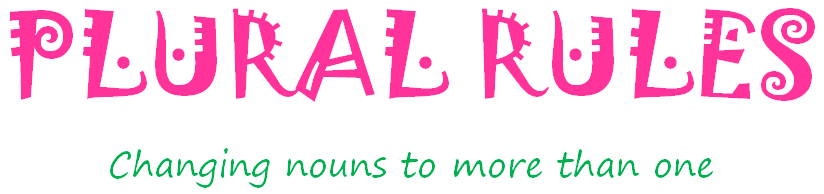 PLURAL RULES
Changing nouns to more than one